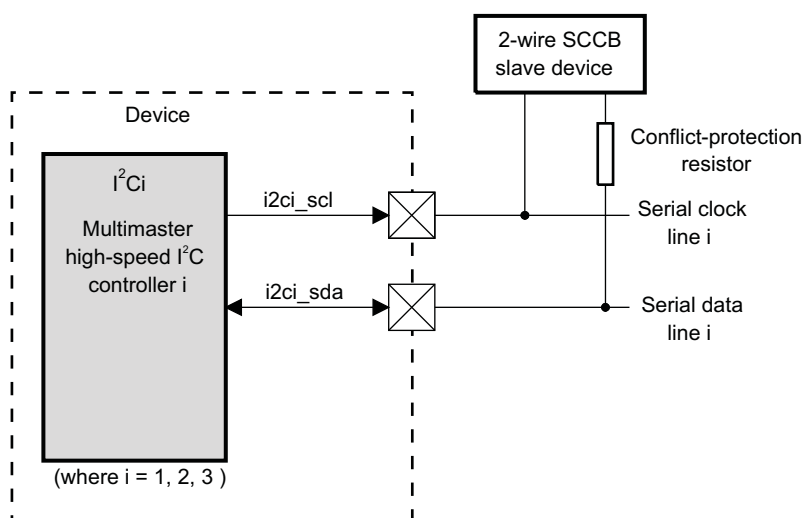 2-wire SCCB
slave device
Device
Conflict-protection
resistor
I²Ci
Multimaster
high-speed I²C
controller i
i2ci_scl
Serial clock
line i
i2ci_sda
Serial data
line i
(where i = 1, 2, 3 )